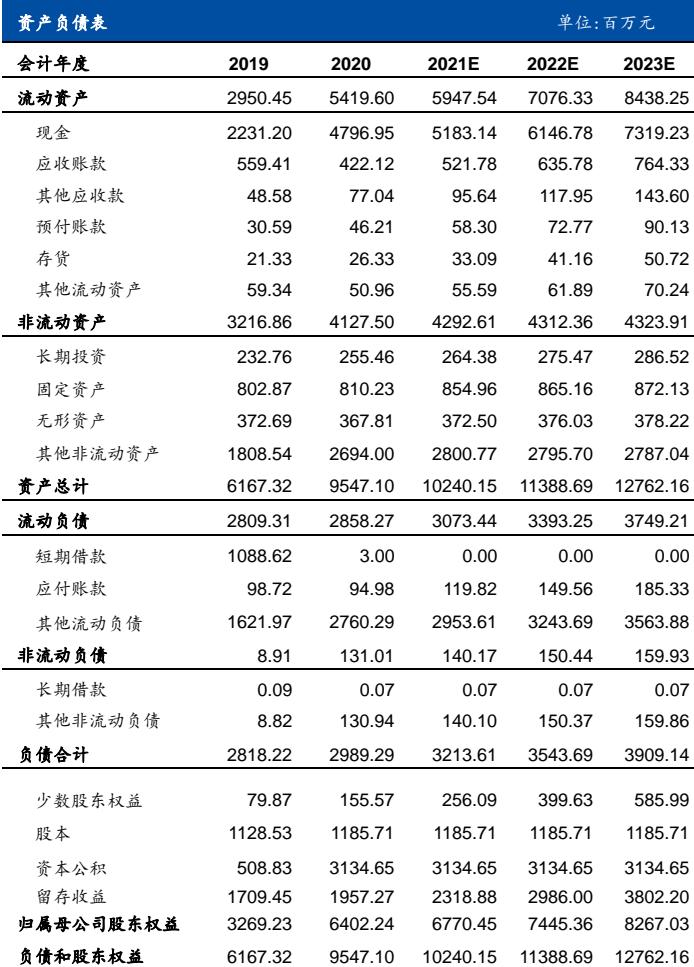 资产负债表 单位:百万元
会计年度 2019 2020 2021E 2022E 2023E
流动资产 2950.45 5419.60 5947.54 7076.33 8438.25
现金 2231.20 4796.95 5183.14 6146.78 7319.23
应收账款 559.41 422.12 521.78 635.78 764.33
其他应收款 48.58 77.04 95.64 117.95 143.60
预付账款 30.59 46.21 58.30 72.77 90.13
存货 21.33 26.33 33.09 41.16 50.72
其他流动资产 59.34 50.96 55.59 61.89 70.24
非流动资产 3216.86 4127.50 4292.61 4312.36 4323.91
长期投资 232.76 255.46 264.38 275.47 286.52
固定资产 802.87 810.23 854.96 865.16 872.13
无形资产 372.69 367.81 372.50 376.03 378.22
其他非流动资产 1808.54 2694.00 2800.77 2795.70 2787.04
资产总计 6167.32 9547.10 10240.15 11388.69 12762.16
流动负债 2809.31 2858.27 3073.44 3393.25 3749.21
短期借款 1088.62 3.00 0.00 0.00 0.00
应付账款 98.72 94.98 119.82 149.56 185.33
其他流动负债 1621.97 2760.29 2953.61 3243.69 3563.88
非流动负债 8.91 131.01 140.17 150.44 159.93
长期借款 0.09 0.07 0.07 0.07 0.07
其他非流动负债 8.82 130.94 140.10 150.37 159.86
负债合计 2818.22 2989.29 3213.61 3543.69 3909.14
少数股东权益 79.87 155.57 256.09 399.63 585.99
股本 1128.53 1185.71 1185.71 1185.71 1185.71
资本公积 508.83 3134.65 3134.65 3134.65 3134.65
留存收益 1709.45 1957.27 2318.88 2986.00 3802.20
归属母公司股东权益 3269.23 6402.24 6770.45 7445.36 8267.03
负债和股东权益 6167.32 9547.10 10240.15 11388.69 12762.16